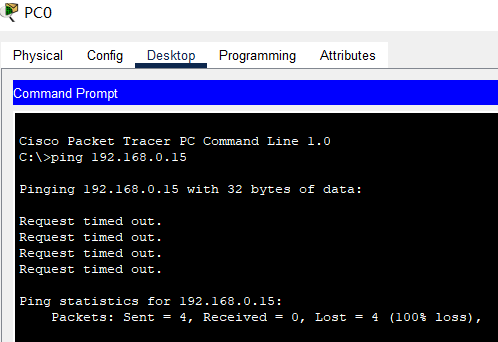 PC0
Physical Config Desktop Programming Attributes
Command Prompt
Cisco Packet Tracer PC Command Line 1.0
C:\>ping 192.168.0.15
Pinging 192.168.0.15 with 32 bytes of data:
Request timed out.
Request timed out.
Request timed out.
Request timed out.
Ping statistics for 192.168.0.15:
Packets: Sent = 4, Received = 0, Lost = 4 (100% loss),